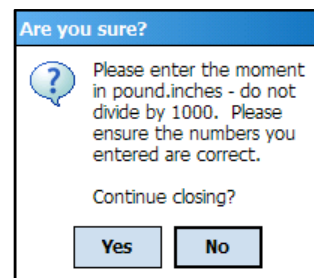 Are you sure?
Please enter the moment
in pound.inches - do not
divide by 1000.  Please
ensure the numbers you
entered are correct.
Continue closing?
Yes
No